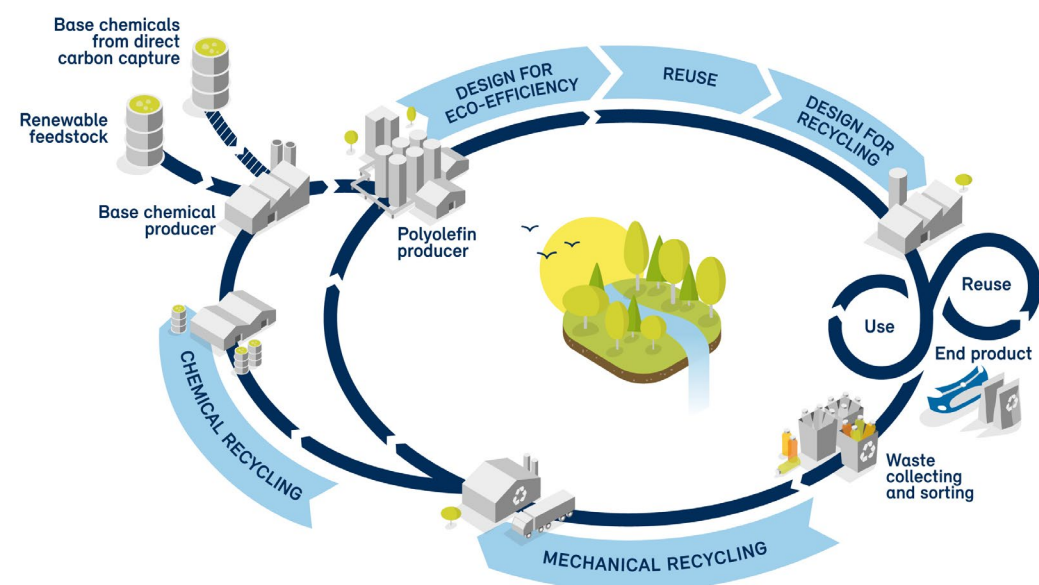 Base chemicals
from direct
carbon capture
Renewable
feedstock
Base chemical
producer
Polyolefin
producer
DESIGN FOR
ECO-EFFICIENCY
REUSE
DESIGN FOR
RECYCLING
Use
Reuse
End product
Waste
collecting
and sorting
MECHANICAL RECYCLING
CHEMICAL RECYCLING